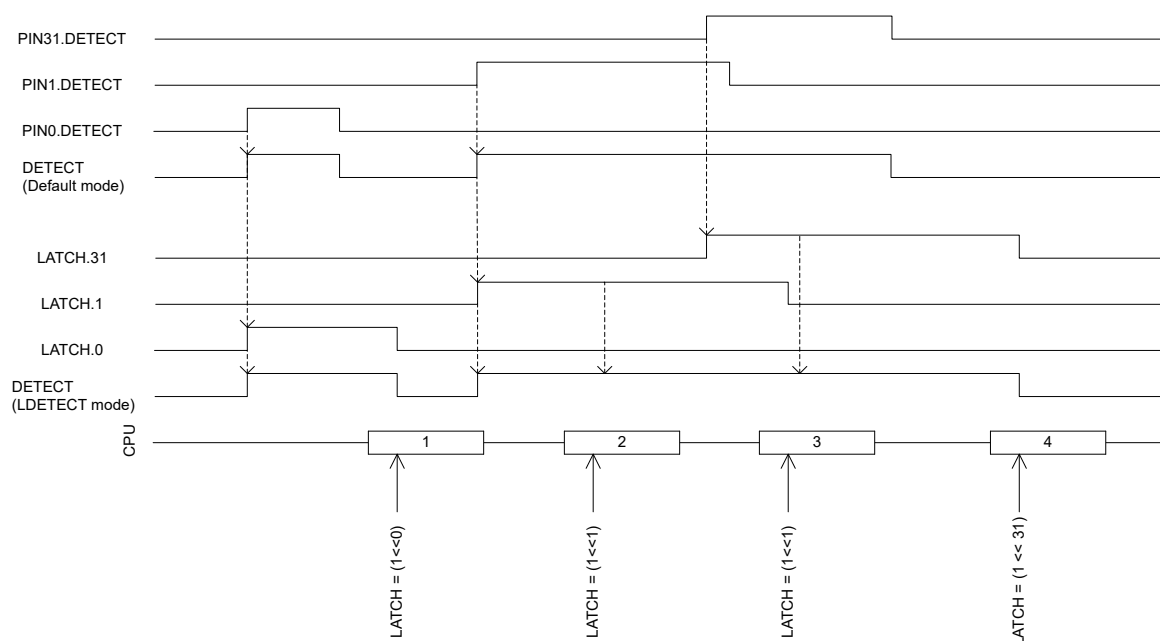 PIN31.DETECT
PIN1.DETECT
PIN0.DETECT
DETECT
(Default mode)
LATCH.31
LATCH.1
LATCH.0
DETECT
(LDETECT mode)
CPU
1
2
3
4
LATCH = (1<<0)
LATCH = (1<<1)
LATCH = (1<<1)
ATCH = (1 << 31)